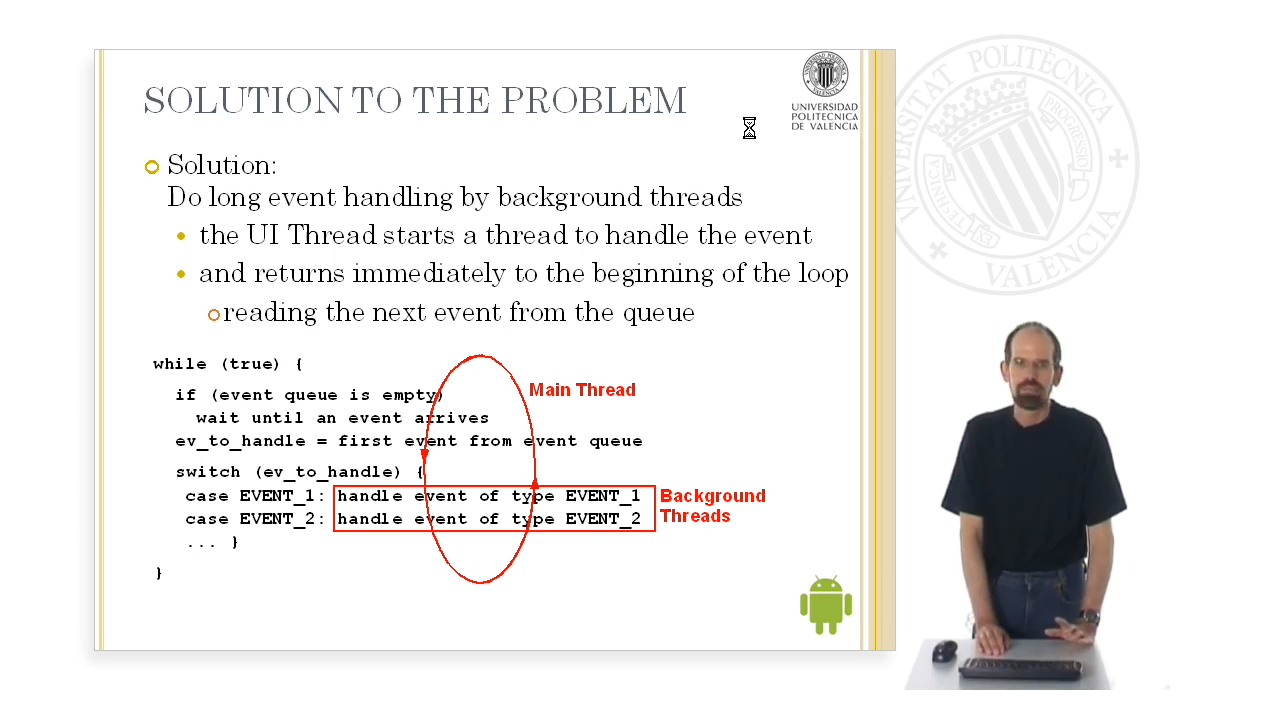 SOLUTION TO THE PROBLEM
UNIVERSIDAD
POLITECNICA
DE VALENCIA
Solution:
Do long event handling by background threads
the UI Thread starts a thread to handle the event
and returns immediately to the beginning of the loop
reading the next event from the queue
while (true) {
if (event queue is empty)
wait until an event arrives
ev_to_handle = first event from event queue
switch (ev_to_handle) {
case EVENT_1: handle event of type EVENT_1
case EVENT_2: handle event of type EVENT_2
... }
}
Main Thread
Background
Threads
UNIVERSITAT POLITÈCNICA
VALÈNCIA